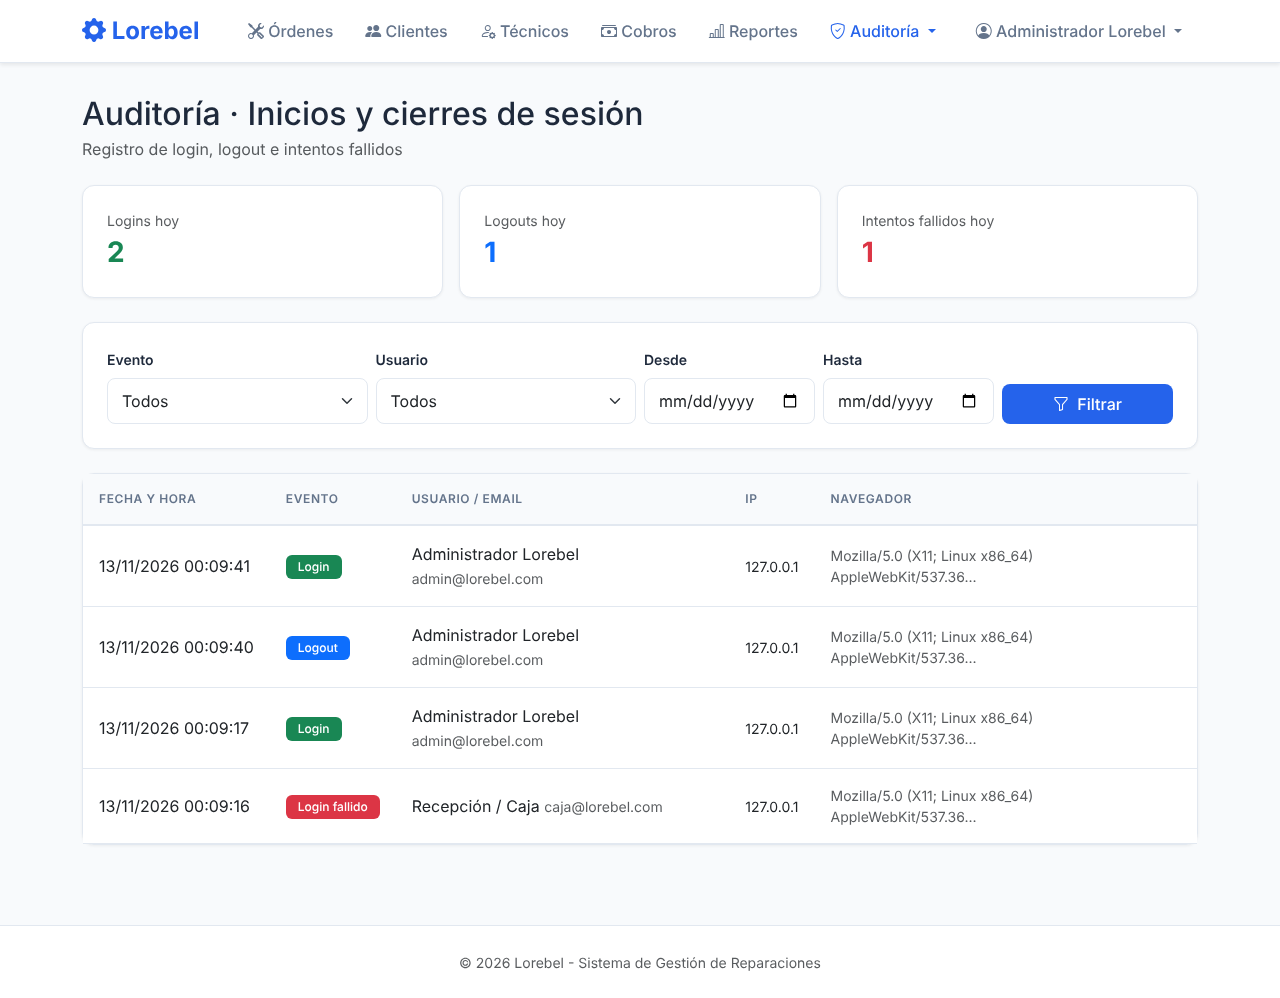 Lorebel Órdenes Clientes Técnicos Cobros Reportes Auditoría Administrador Lorebel
Auditoría · Inicios y cierres de sesión
Registro de login, logout e intentos fallidos
Logins hoy
2
Logouts hoy
1
Intentos fallidos hoy
1
Evento
Todos
Usuario
Todos
Desde
mm/dd/yyyy
Hasta
mm/dd/yyyy
Filtrar
FECHA Y HORA EVENTO USUARIO / EMAIL IP NAVEGADOR
13/11/2026 00:09:41 Login Administrador Lorebel
admin@lorebel.com 127.0.0.1 Mozilla/5.0 (X11; Linux x86_64)
AppleWebKit/537.36...
13/11/2026 00:09:40 Logout Administrador Lorebel
admin@lorebel.com 127.0.0.1 Mozilla/5.0 (X11; Linux x86_64)
AppleWebKit/537.36...
13/11/2026 00:09:17 Login Administrador Lorebel
admin@lorebel.com 127.0.0.1 Mozilla/5.0 (X11; Linux x86_64)
AppleWebKit/537.36...
13/11/2026 00:09:16 Login fallido Recepción / Caja caja@lorebel.com 127.0.0.1 Mozilla/5.0 (X11; Linux x86_64)
AppleWebKit/537.36...
© 2026 Lorebel - Sistema de Gestión de Reparaciones